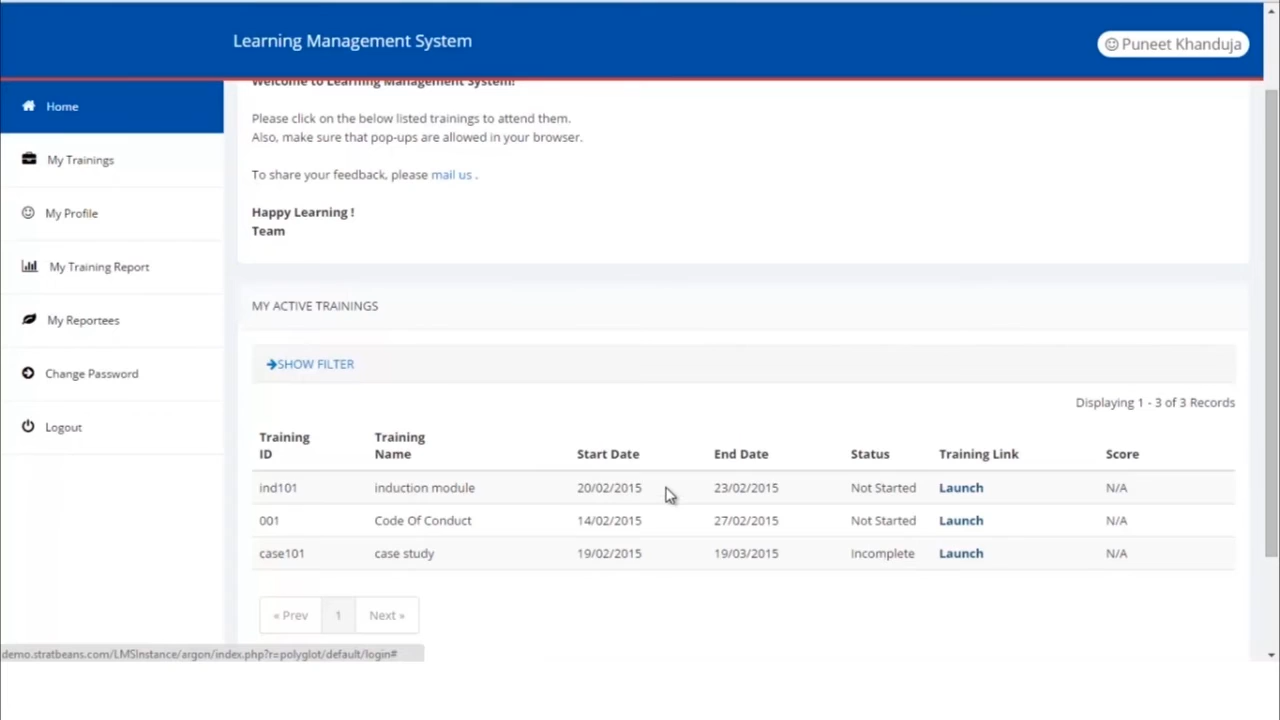 Learning Management System
Puneet Khanduja
Home
My Trainings
My Profile
My Training Report
My Reportees
Change Password
Logout
Welcome to Learning Management System!
Please click on the below listed trainings to attend them.
Also, make sure that pop-ups are allowed in your browser.
To share your feedback, please mail us .
Happy Learning !
Team
MY ACTIVE TRAININGS
SHOW FILTER
Displaying 1 - 3 of 3 Records
Training ID Training Name Start Date End Date Status Training Link Score
ind101 induction module 20/02/2015 23/02/2015 Not Started Launch N/A
001 Code Of Conduct 14/02/2015 27/02/2015 Not Started Launch N/A
case101 case study 19/02/2015 19/03/2015 Incomplete Launch N/A
« Prev 1 Next »
demo.stratbeans.com/LMSInstance/argon/index.php?r=polyglot/default/login#